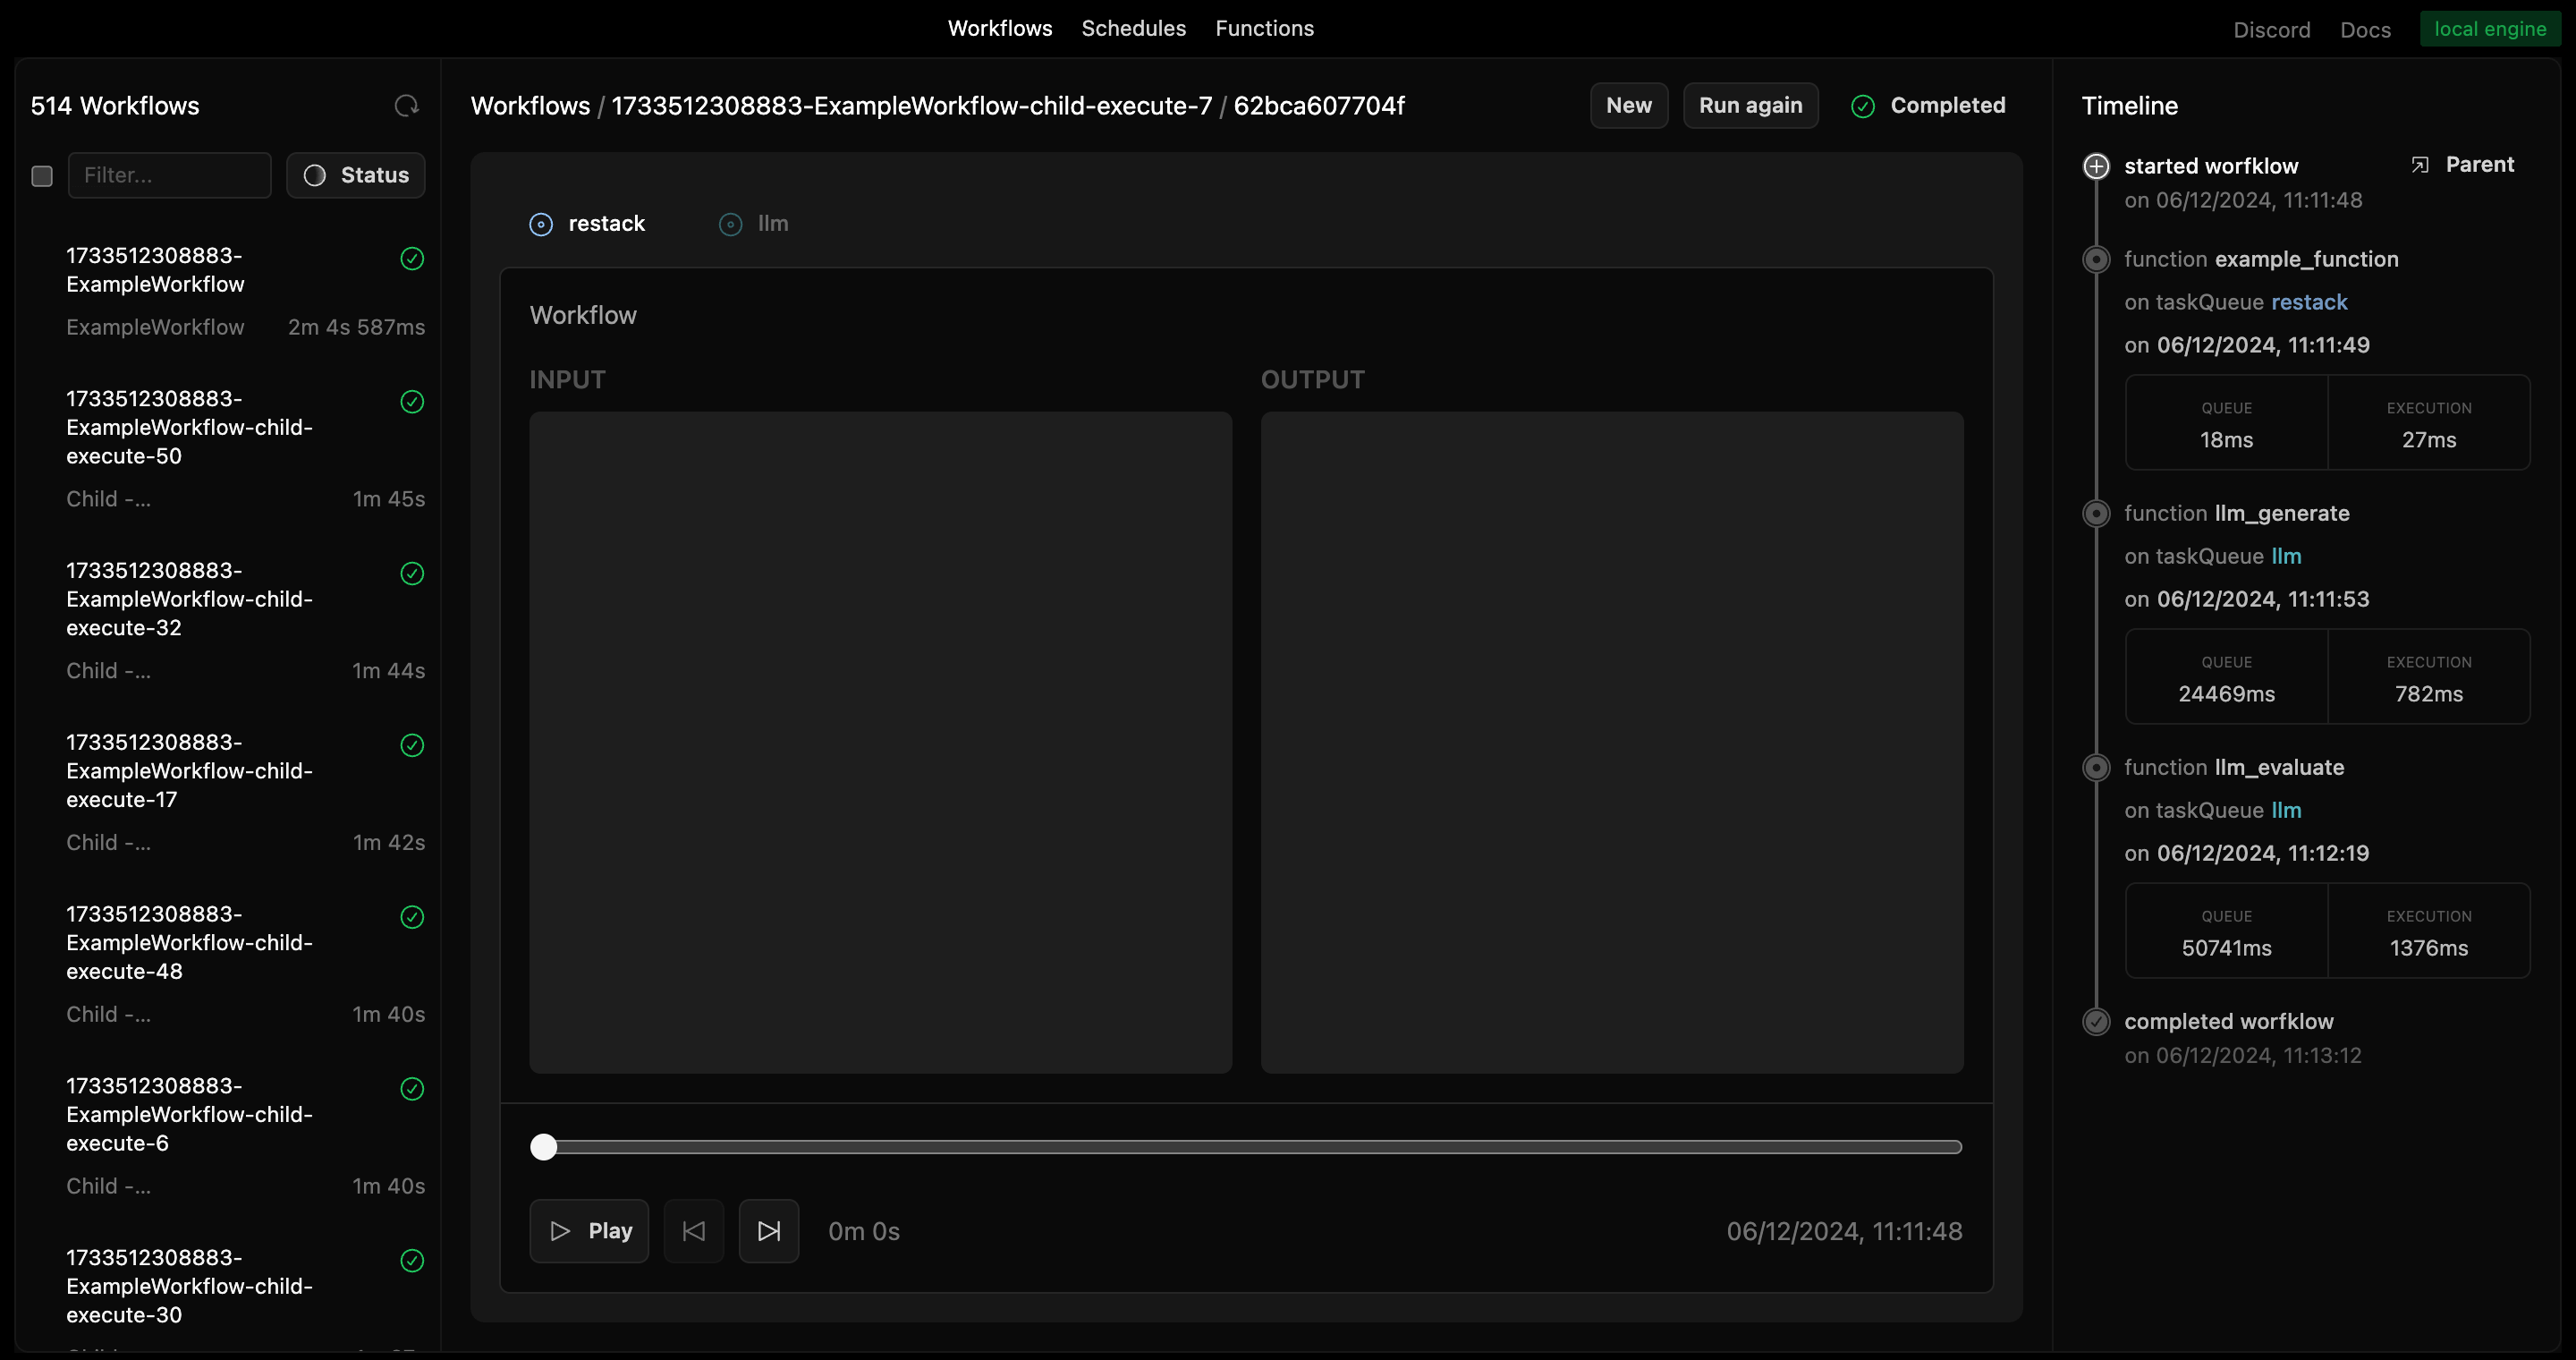 Workflows Schedules Functions
Discord Docs local engine
514 Workflows
Filter...
Status
1733512308883-
ExampleWorkflow
ExampleWorkflow 2m 4s 587ms
1733512308883-
ExampleWorkflow-child-
execute-50
Child -... 1m 45s
1733512308883-
ExampleWorkflow-child-
execute-32
Child -... 1m 44s
1733512308883-
ExampleWorkflow-child-
execute-17
Child -... 1m 42s
1733512308883-
ExampleWorkflow-child-
execute-48
Child -... 1m 40s
1733512308883-
ExampleWorkflow-child-
execute-6
Child -... 1m 40s
1733512308883-
ExampleWorkflow-child-
execute-30
Workflows / 1733512308883-ExampleWorkflow-child-execute-7 / 62bca607704f
New Run again Completed
restack llm
Workflow
INPUT OUTPUT
Play 0m 0s 06/12/2024, 11:11:48
Timeline
started worfklow Parent
on 06/12/2024, 11:11:48
function example_function
on taskQueue restack
on 06/12/2024, 11:11:49
QUEUE EXECUTION
18ms 27ms
function llm_generate
on taskQueue llm
on 06/12/2024, 11:11:53
QUEUE EXECUTION
24469ms 782ms
function llm_evaluate
on taskQueue llm
on 06/12/2024, 11:12:19
QUEUE EXECUTION
50741ms 1376ms
completed worfklow
on 06/12/2024, 11:13:12